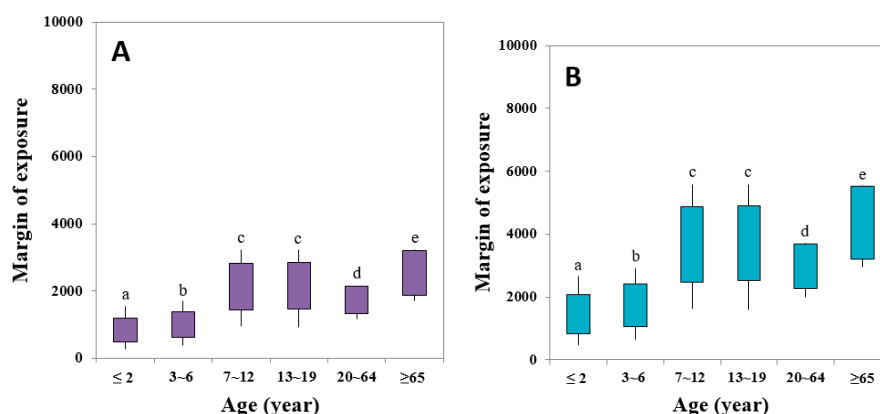 A
Margin of exposure
10000
8000
6000
4000
2000
0
a
b
c
c
d
e
≤ 2
3~6
7~12
13~19
20~64
≥65
Age (year)
B
Margin of exposure
10000
8000
6000
4000
2000
0
a
b
c
c
d
e
≤ 2
3~6
7~12
13~19
20~64
≥65
Age (year)